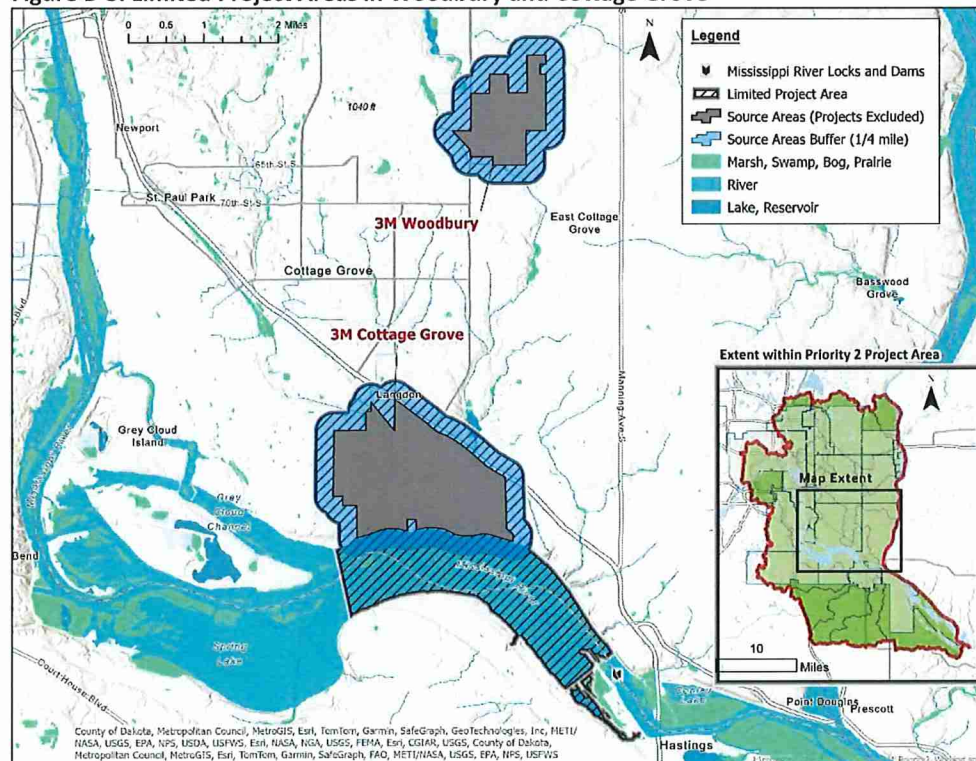 0 0.5 1 2 Miles
N
Legend
Mississippi River Locks and Dams
Limited Project Area
Source Areas (Projects Excluded)
Source Areas Buffer (1/4 mile)
Marsh, Swamp, Bog, Prairie
River
Lake, Reservoir
1040 ft
Newport
65th St S
St. Paul Park
70th St S
3M Woodbury
East Cottage
Grove
Cottage Grove
Basswood
Grove
3M Cottage Grove
Langdon
Manning Ave S
Extent within Priority 2 Project Area
N
Map Extent
10
Miles
Grey Cloud
Island
Mississippi River
Grey
Cloud
Channel
Blvd
Bend
Mississippi River
Spring
Lake
Court House Blvd
Point Douglas
Prescott
Hastings
County of Dakota, Metropolitan Council, MetroGIS, Esri, TomTom, Garmin, SafeGraph, GeoTechnologies, Inc, METI/
NASA, USGS, EPA, NPS, USDA, USFWS, Esri, NASA, NGA, USGS, FEMA, Esri, CGIAR, USGS, County of Dakota,
Metropolitan Council, MetroGIS, Esri, TomTom, Garmin, SafeGraph, FAO, METI/NASA, USGS, EPA, NPS, USFWS